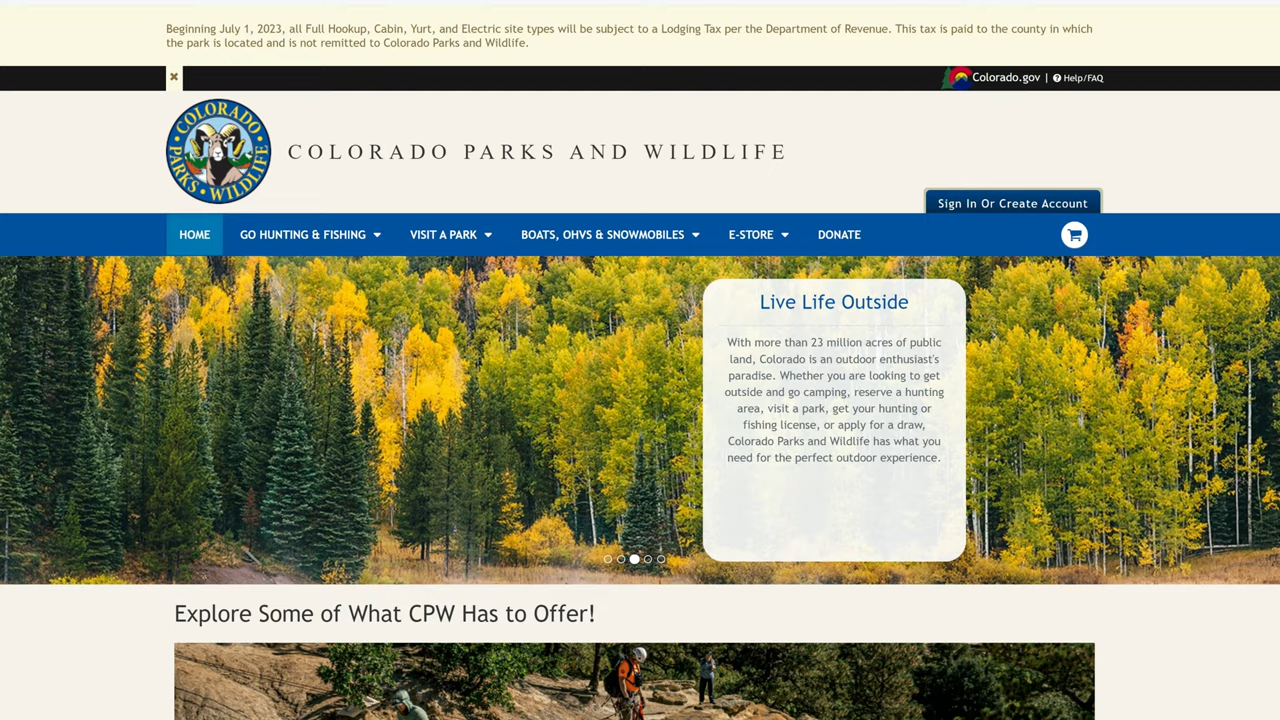 Beginning July 1, 2023, all Full Hookup, Cabin, Yurt, and Electric site types will be subject to a Lodging Tax per the Department of Revenue. This tax is paid to the county in which
the park is located and is not remitted to Colorado Parks and Wildlife.
Colorado.gov | Help/FAQ
COLORADO
PARKS • WILDLIFE
COLORADO PARKS AND WILDLIFE
Sign In Or Create Account
HOME GO HUNTING & FISHING VISIT A PARK BOATS, OHVS & SNOWMOBILES E-STORE DONATE
Live Life Outside
With more than 23 million acres of public
land, Colorado is an outdoor enthusiast's
paradise. Whether you are looking to get
outside and go camping, reserve a hunting
area, visit a park, get your hunting or
fishing license, or apply for a draw,
Colorado Parks and Wildlife has what you
need for the perfect outdoor experience.
Explore Some of What CPW Has to Offer!